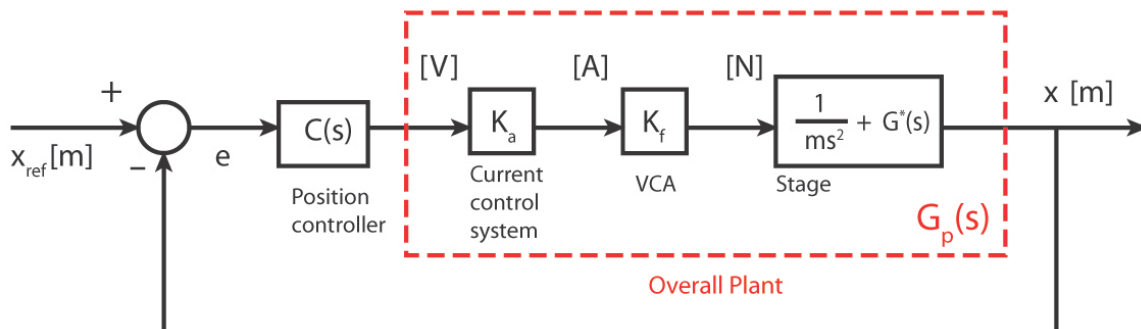 [V]
[A]
[N]
x [m]
+
x_ref [m]
−
e
C(s)
K_a
K_f
1
ms² + G*(s)
Position
controller
Current
control
system
VCA
Stage
G_p(s)
Overall Plant